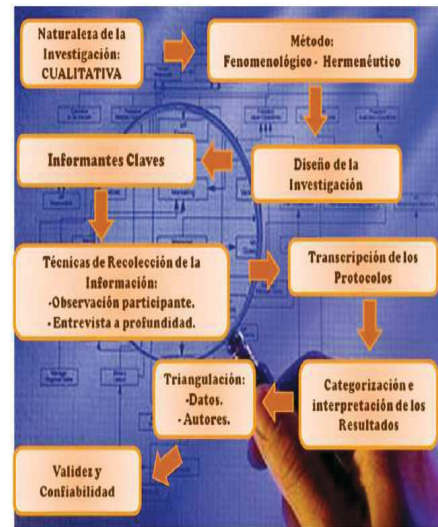 Naturaleza de la
Investigación:
CUALITATIVA
Método:
Fenomenológico - Hermenéutico
Diseño de la
Investigación
Informantes Claves
Técnicas de Recolección de la
Información:
-Observación participante.
- Entrevista a profundidad.
Transcripción de los
Protocolos
Categorización e
interpretación de los
Resultados
Triangulación:
-Datos.
- Autores.
Validez y
Confiabilidad